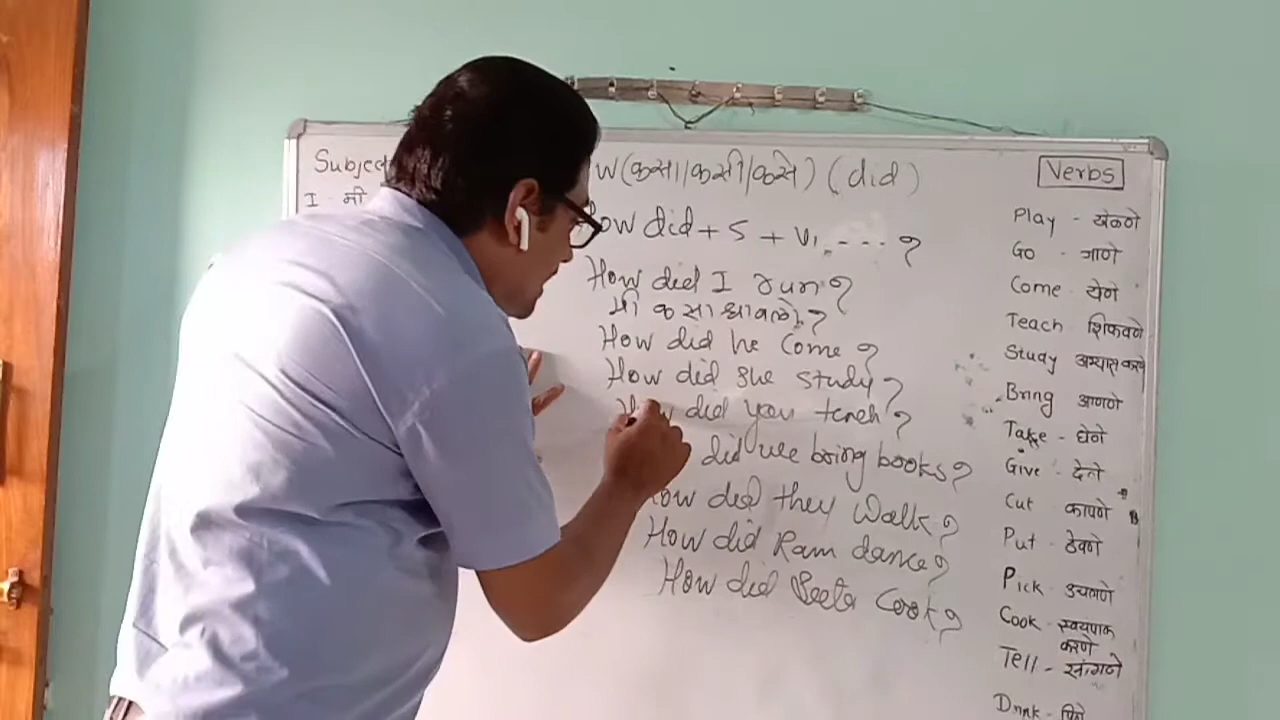 Subject
I - मी
How (कसा/कसी/कसे) (did)
How did + S + V₁ ---- ?
How did I run?
मी कसा धावलो?
How did he come?
How did she study?
How did you teach?
did we bring books?
How did they walk?
How did Ram dance?
How did Seeta Cook?
Verbs
Play - खेळणे
Go - जाणे
Come - येणे
Teach - शिकवणे
Study अभ्यास करणे
Bring आणणे
Take - घेणे
Give - देणे
Cut - कापणे
Put - ठेवणे
Pick - उचलणे
Cook - स्वयंपाक
करणे
Tell - सांगणे
Drink - पिणे